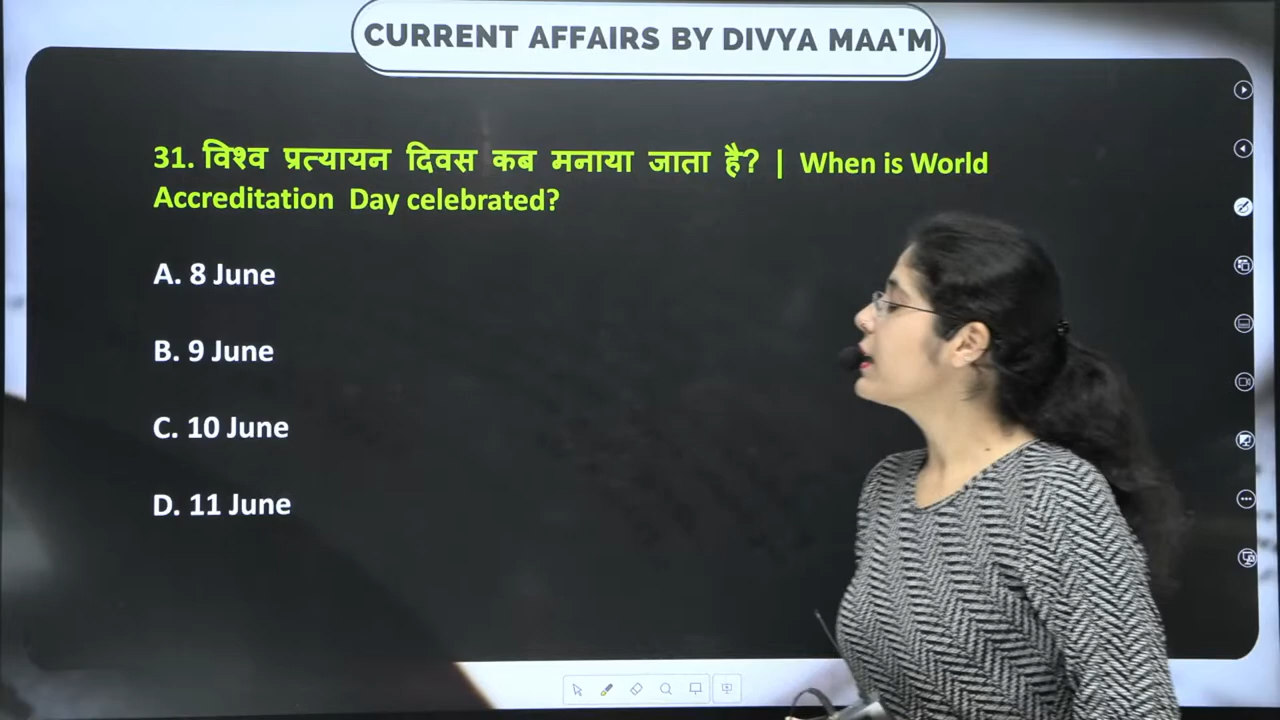 CURRENT AFFAIRS BY DIVYA MAA'M
31. विश्व प्रत्यायन दिवस कब मनाया जाता है? | When is World
Accreditation Day celebrated?
A. 8 June
B. 9 June
C. 10 June
D. 11 June